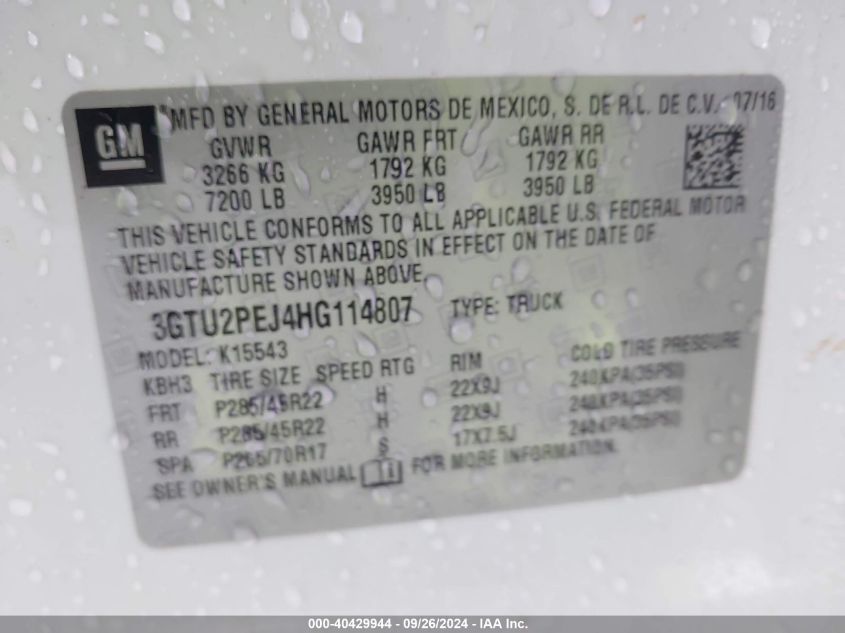 GM
MFD BY GENERAL MOTORS DE MEXICO, S. DE R.L. DE C.V. 07/16
GVWR GAWR FRT GAWR RR
3266 KG 1792 KG 1792 KG
7200 LB 3950 LB 3950 LB
THIS VEHICLE CONFORMS TO ALL APPLICABLE U.S. FEDERAL MOTOR
VEHICLE SAFETY STANDARDS IN EFFECT ON THE DATE OF
MANUFACTURE SHOWN ABOVE.
3GTU2PEJ4HG114807 TYPE: TRUCK
MODEL: K15543
KBH3 TIRE SIZE SPEED RTG RIM COLD TIRE PRESSURE
FRT P285/45R22 H 22X9J 240KPA(35PSI)
RR P285/45R22 H 22X9J 240KPA(35PSI)
SPA P265/70R17 S 17X7.5J 240KPA(35PSI)
SEE OWNER'S MANUAL FOR MORE INFORMATION.
000-40429944 - 09/26/2024 - IAA Inc.